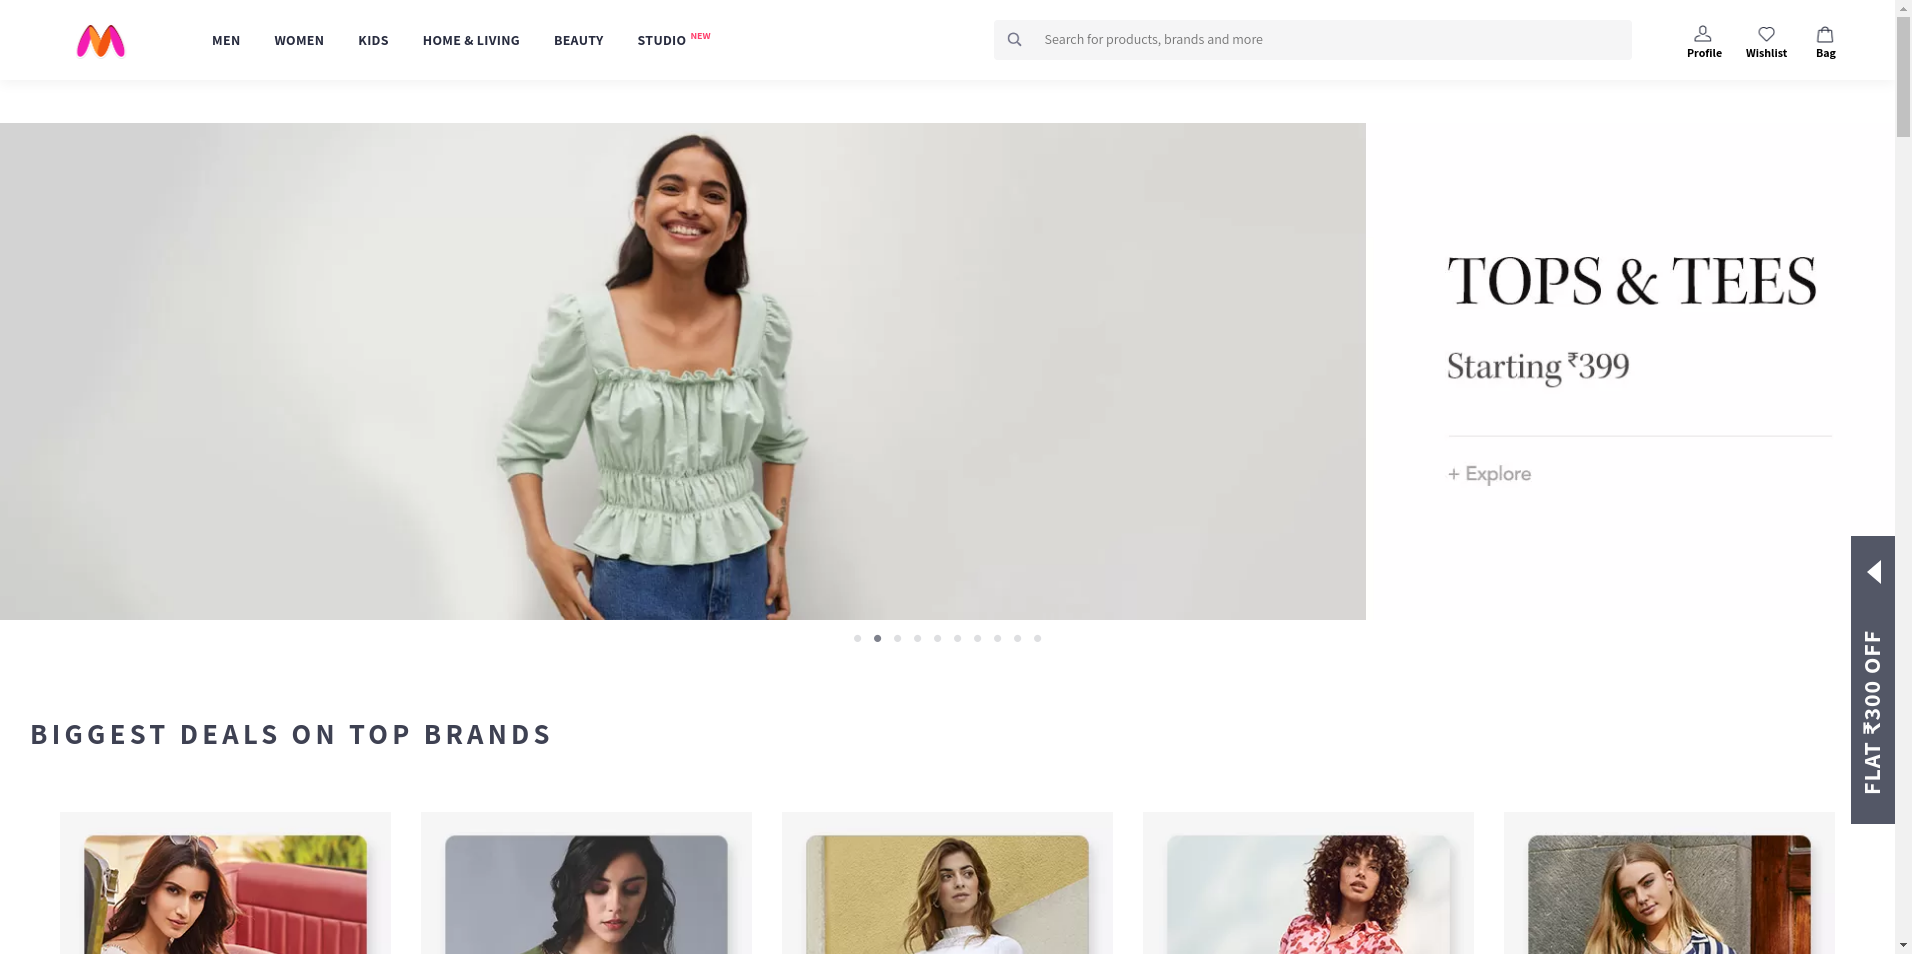 MEN WOMEN KIDS HOME & LIVING BEAUTY STUDIO NEW
Search for products, brands and more
Profile Wishlist Bag
TOPS & TEES
Starting ₹399
+ Explore
FLAT ₹300 OFF
BIGGEST DEALS ON TOP BRANDS